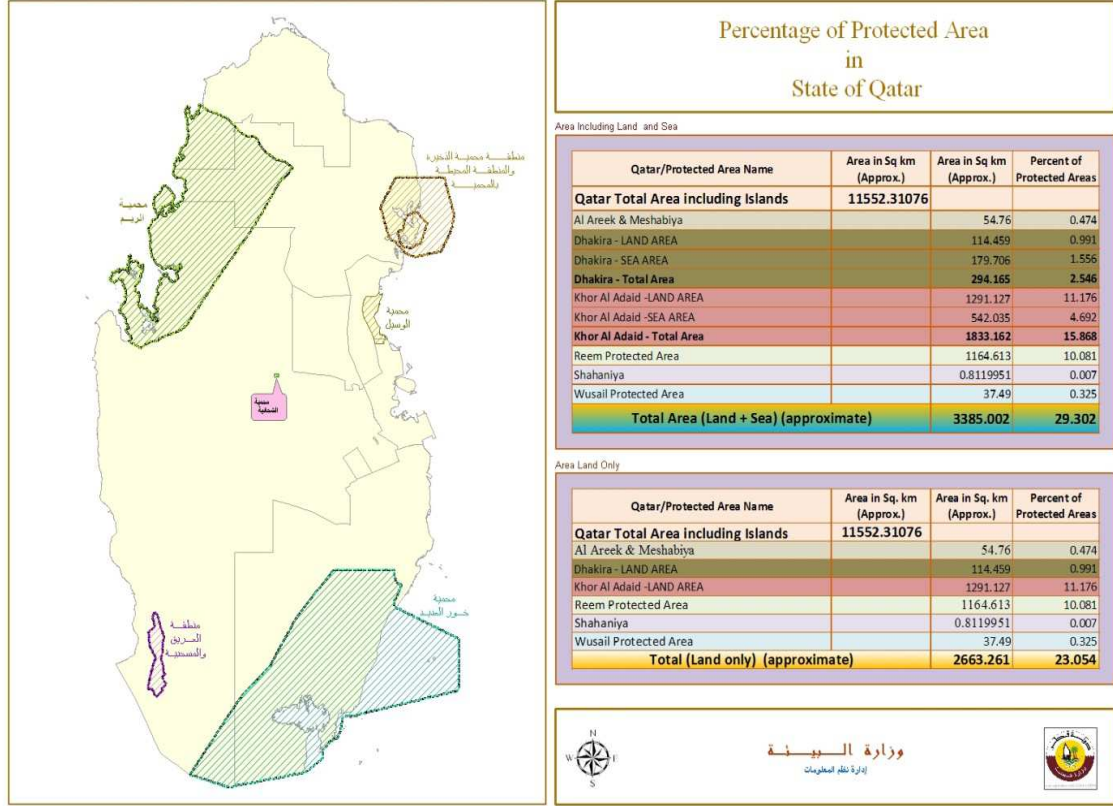 منطقة محمية الذخيره
والمنطقة المحيطة
بالمحمية
محمية
الريم
محمية
الوسيل
محمية
الشحانية
محمية
خور العديد
منطقة
العريق
والمسحبية
Percentage of Protected Area
in
State of Qatar
Area Including Land and Sea
Qatar/Protected Area Name Area in Sq km (Approx.) Area in Sq km (Approx.) Percent of Protected Areas
Qatar Total Area including Islands 11552.31076
Al Areek & Meshabiya 54.76 0.474
Dhakira - LAND AREA 114.459 0.991
Dhakira - SEA AREA 179.706 1.556
Dhakira - Total Area 294.165 2.546
Khor Al Adaid -LAND AREA 1291.127 11.176
Khor Al Adaid -SEA AREA 542.035 4.692
Khor Al Adaid - Total Area 1833.162 15.868
Reem Protected Area 1164.613 10.081
Shahaniya 0.8119951 0.007
Wusail Protected Area 37.49 0.325
Total Area (Land + Sea) (approximate) 3385.002 29.302
Area Land Only
Qatar/Protected Area Name Area in Sq. km (Approx.) Area in Sq. km (Approx.) Percent of Protected Areas
Qatar Total Area including Islands 11552.31076
Al Areek & Meshabiya 54.76 0.474
Dhakira - LAND AREA 114.459 0.991
Khor Al Adaid -LAND AREA 1291.127 11.176
Reem Protected Area 1164.613 10.081
Shahaniya 0.8119951 0.007
Wusail Protected Area 37.49 0.325
Total (Land only) (approximate) 2663.261 23.054
N
W E
S
وزارة البيئة
إدارة نظم المعلومات